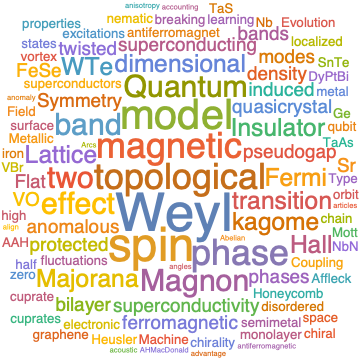 anisotropy accounting
nematic TaS
properties breaking learning Nb Evolution
excitations antiferromagnet localized
states twisted superconducting bands
vortex WTe dimensional modes SnTe
FeSe density DyPtBi
superconductors Quantum induced metal
anomaly Symmetry model quasicrystal Ge
Field qubit
surface band Insulator TaAs
Metallic Arcs magnetic pseudogap
iron Lattice Sr Type
VBr Flat two topological Fermi orbit
high VO effect Weyl transition articles
align chain
AAH anomalous spin kagome Mott
half protected Abelian phase Hall NbN
zero fluctuations angles Coupling
Majorana Magnon phases Affleck
cuprate bilayer superconductivity Honeycomb
cuprates disordered
electronic ferromagnetic semimetal space
graphene Heusler Machine chirality monolayer chiral
acoustic AHMacDonald antiferromagnetic
advantage